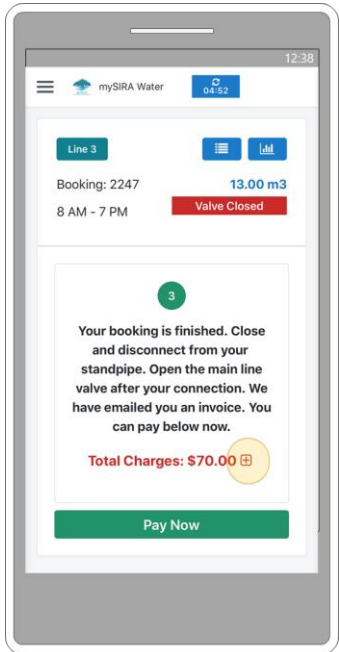 12:38
mySIRA Water
04:52
Line 3
Booking: 2247
13.00 m3
8 AM - 7 PM
Valve Closed
3
Your booking is finished. Close
and disconnect from your
standpipe. Open the main line
valve after your connection. We
have emailed you an invoice. You
can pay below now.
Total Charges: $70.00
Pay Now